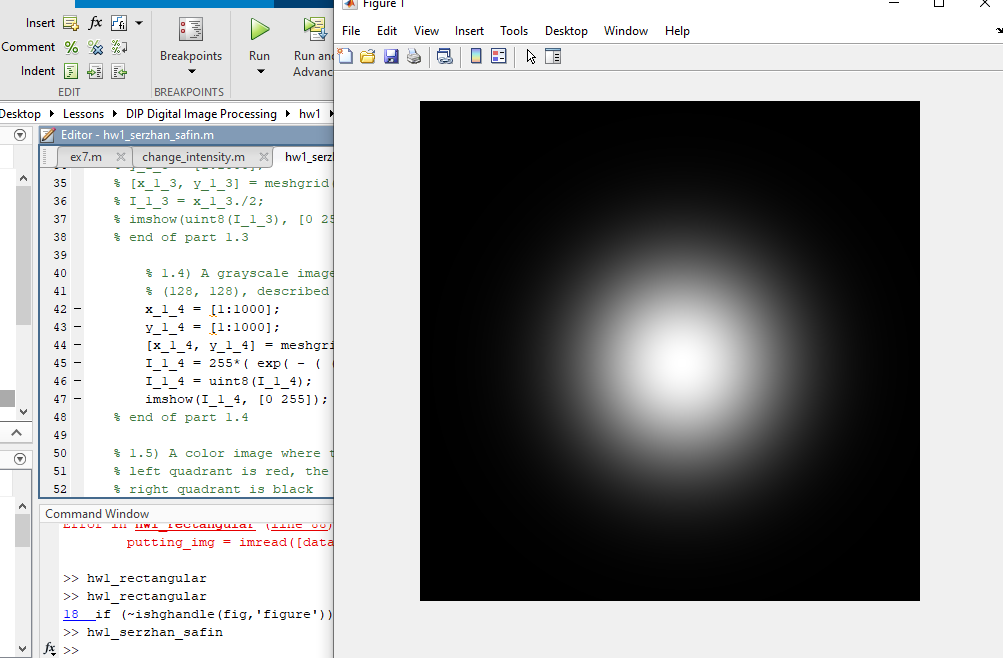 Figure 1
File Edit View Insert Tools Desktop Window Help
Insert fx
Comment % %
Indent
Breakpoints Run Run and
Advanc
EDIT BREAKPOINTS
Desktop Lessons DIP Digital Image Processing hw1
Editor - hw1_serzhan_safin.m
ex7.m change_intensity.m hw1_serz
35 % [x_1_3, y_1_3] = meshgrid(
36 % I_1_3 = x_1_3./2;
37 % imshow(uint8(I_1_3), [0 25
38 % end of part 1.3
39
40 % 1.4) A grayscale image
41 % (128, 128), described
42 – x_1_4 = [1:1000];
43 – y_1_4 = [1:1000];
44 – [x_1_4, y_1_4] = meshgri
45 – I_1_4 = 255*( exp( - ( (
46 – I_1_4 = uint8(I_1_4);
47 – imshow(I_1_4, [0 255]);
48 % end of part 1.4
49
50 % 1.5) A color image where t
51 % left quadrant is red, the
52 % right quadrant is black
Command Window
Error in hw1_rectangular (line 88)
putting_img = imread([data
>> hw1_rectangular
>> hw1_rectangular
18 if (~ishghandle(fig,'figure'))
>> hw1_serzhan_safin
fx >>